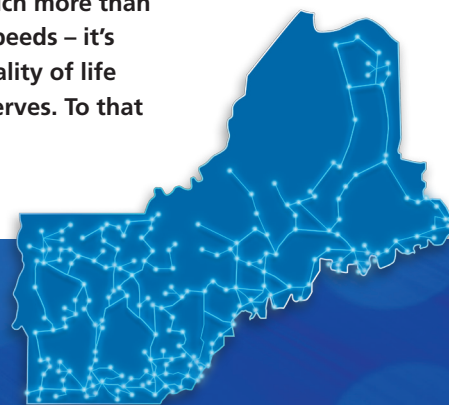 ch more than
peeds – it's
ality of life
erves. To that